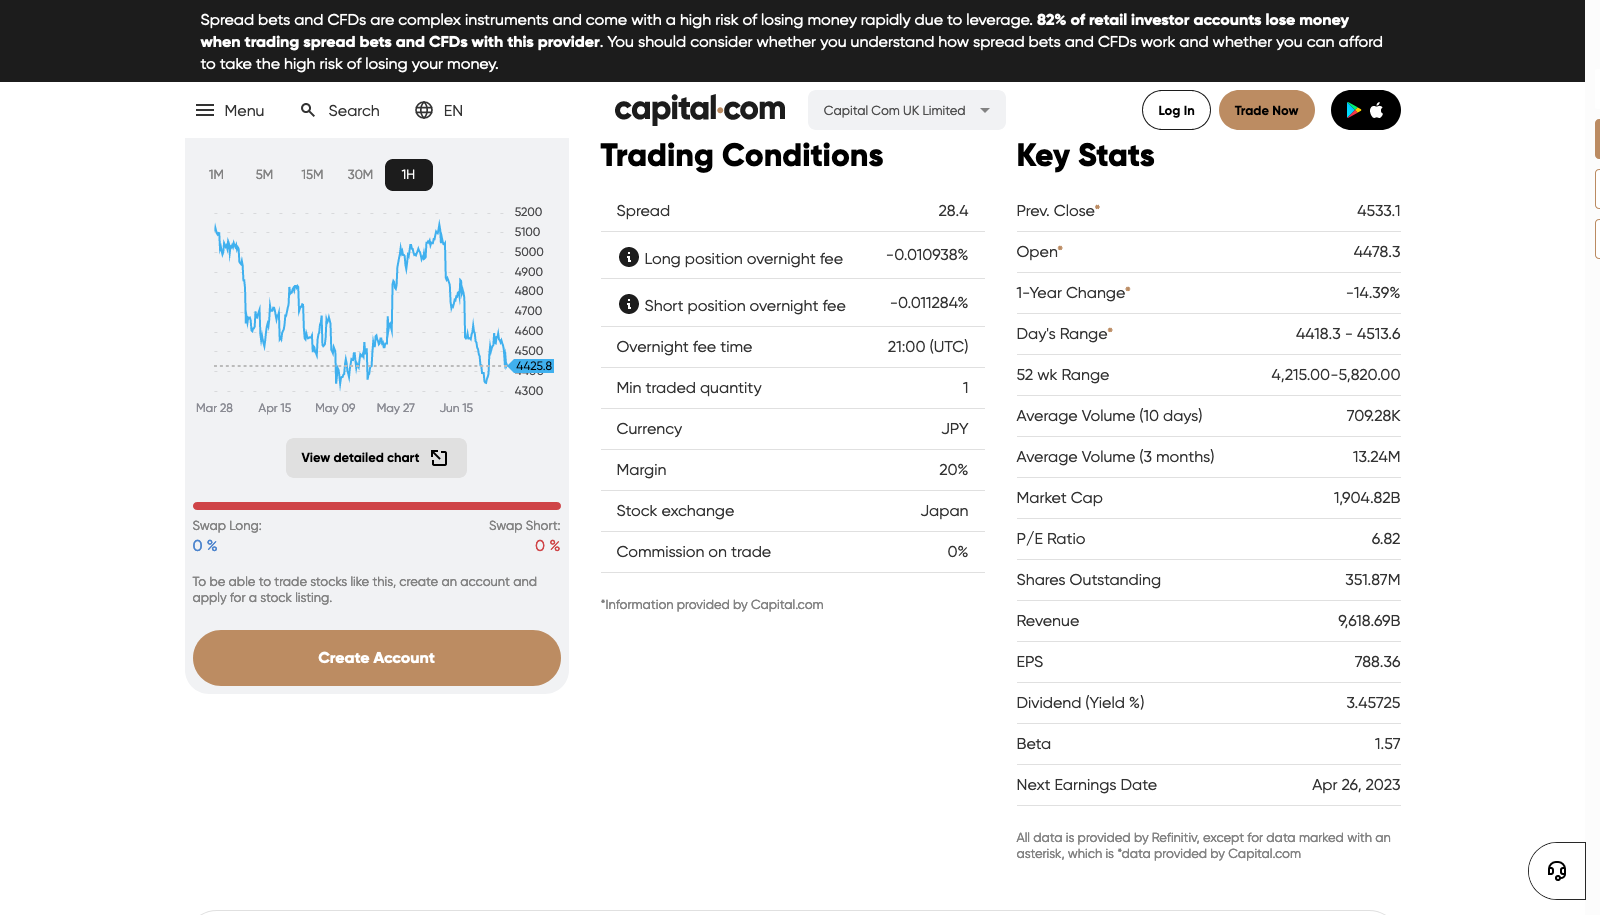 Spread bets and CFDs are complex instruments and come with a high risk of losing money rapidly due to leverage. 82% of retail investor accounts lose money
when trading spread bets and CFDs with this provider. You should consider whether you understand how spread bets and CFDs work and whether you can afford
to take the high risk of losing your money.
Menu
Search
EN
capital.com
Capital Com UK Limited
Log In
Trade Now
1M 5M 15M 30M 1H
5200
5100
5000
4900
4800
4700
4600
4500
4425.8
4300
Mar 28 Apr 15 May 09 May 27 Jun 15
View detailed chart
Swap Long: Swap Short:
0 % 0 %
To be able to trade stocks like this, create an account and
apply for a stock listing.
Create Account
Trading Conditions
Spread 28.4
Long position overnight fee -0.010938%
Short position overnight fee -0.011284%
Overnight fee time 21:00 (UTC)
Min traded quantity 1
Currency JPY
Margin 20%
Stock exchange Japan
Commission on trade 0%
*Information provided by Capital.com
Key Stats
Prev. Close* 4533.1
Open* 4478.3
1-Year Change* -14.39%
Day's Range* 4418.3 - 4513.6
52 wk Range 4,215.00-5,820.00
Average Volume (10 days) 709.28K
Average Volume (3 months) 13.24M
Market Cap 1,904.82B
P/E Ratio 6.82
Shares Outstanding 351.87M
Revenue 9,618.69B
EPS 788.36
Dividend (Yield %) 3.45725
Beta 1.57
Next Earnings Date Apr 26, 2023
All data is provided by Refinitiv, except for data marked with an
asterisk, which is *data provided by Capital.com